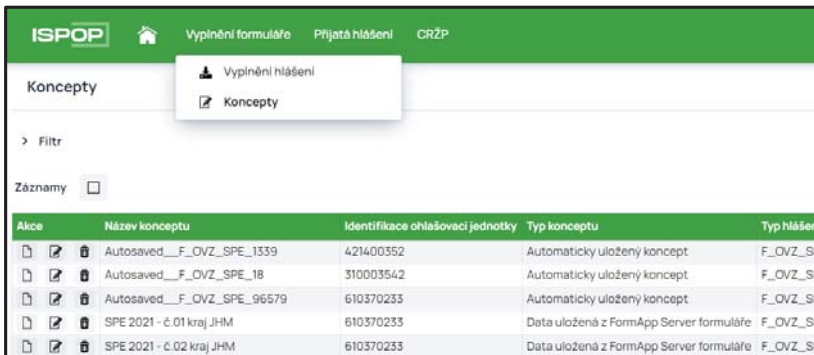 ISPOP Vyplnění formuláře Přijatá hlášení CRŽP
Vyplnění hlášení
Koncepty
Koncepty
> Filtr
Záznamy
Akce Název konceptu Identifikace ohlašovací jednotky Typ konceptu Typ hlášen
Autosaved__F_OVZ_SPE_1339 421400352 Automaticky uložený koncept F_OVZ_S
Autosaved__F_OVZ_SPE_18 310003542 Automaticky uložený koncept F_OVZ_S
Autosaved__F_OVZ_SPE_96579 610370233 Automaticky uložený koncept F_OVZ_S
SPE 2021 - č.01 kraj JHM 610370233 Data uložená z FormApp Server formuláře F_OVZ_S
SPE 2021 - č.02 kraj JHM 610370233 Data uložená z FormApp Server formuláře F_OVZ_S